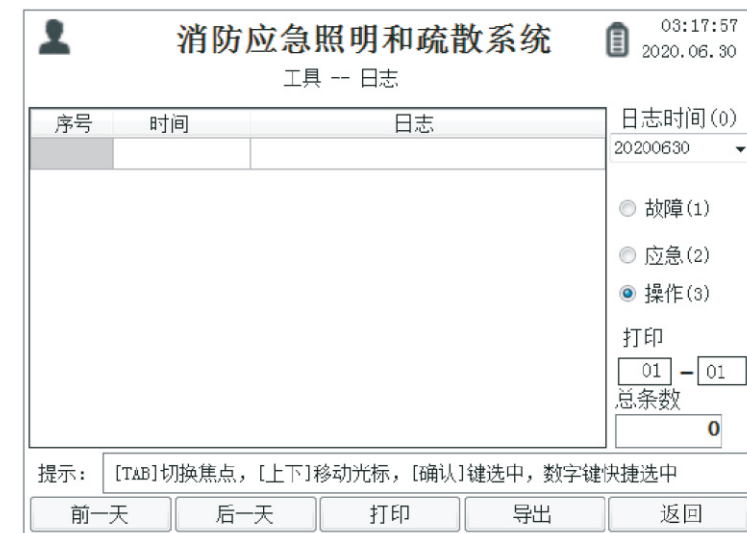 消防应急照明和疏散系统
03:17:57
2020.06.30
工具 -- 日志
序号 时间 日志
日志时间(0)
20200630
故障(1)
应急(2)
操作(3)
打印
01 - 01
总条数
0
提示： [TAB]切换焦点，[上下]移动光标，[确认]键选中，数字键快捷选中
前一天 后一天 打印 导出 返回